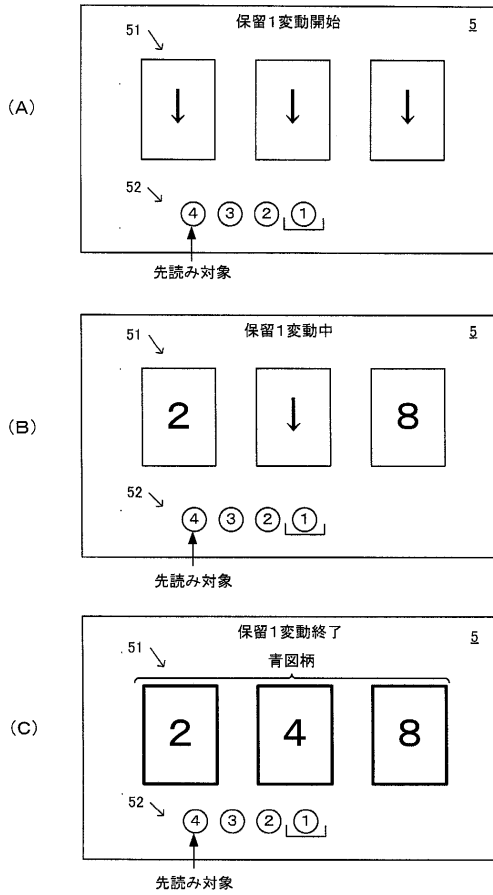 保留1変動開始
5
51
(A)
↓ ↓ ↓
52
④ ③ ② ①
先読み対象
保留1変動中
5
51
(B)
2 ↓ 8
52
④ ③ ② ①
先読み対象
保留1変動終了
5
51
青図柄
(C)
2 4 8
52
④ ③ ② ①
先読み対象